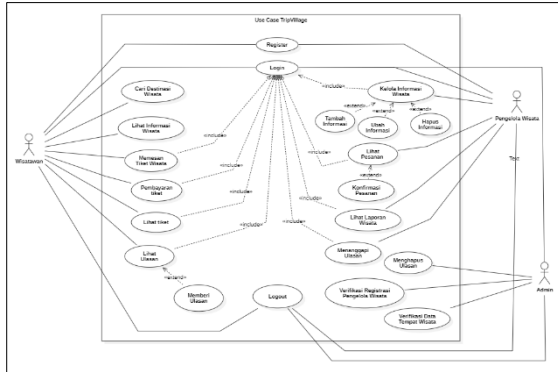 Use Case TripVillage
Register
Login
Cari Destinasi
Wisata
Lihat Informasi
Wisata
Memesan
Tiket Wisata
Pembayaran
tiket
Lihat tiket
Lihat
Ulasan
Memberi
Ulasan
Logout
Kelola Informasi
Wisata
Tambah
Informasi
Ubah
Informasi
Hapus
Informasi
Lihat
Pesanan
Konfirmasi
Pesanan
Lihat Laporan
Wisata
Menanggapi
Ulasan
Menghapus
Ulasan
Verifikasi Registrasi
Pengelola Wisata
Verifikasi Data
Tempat Wisata
Wisatawan
Pengelola Wisata
Text
Admin
<<include>>
<<extend>>
<<extend>>
<<extend>>
<<include>>
<<include>>
<<extend>>
<<include>>
<<include>>
<<include>>
<<include>>
<<include>>
<<extend>>